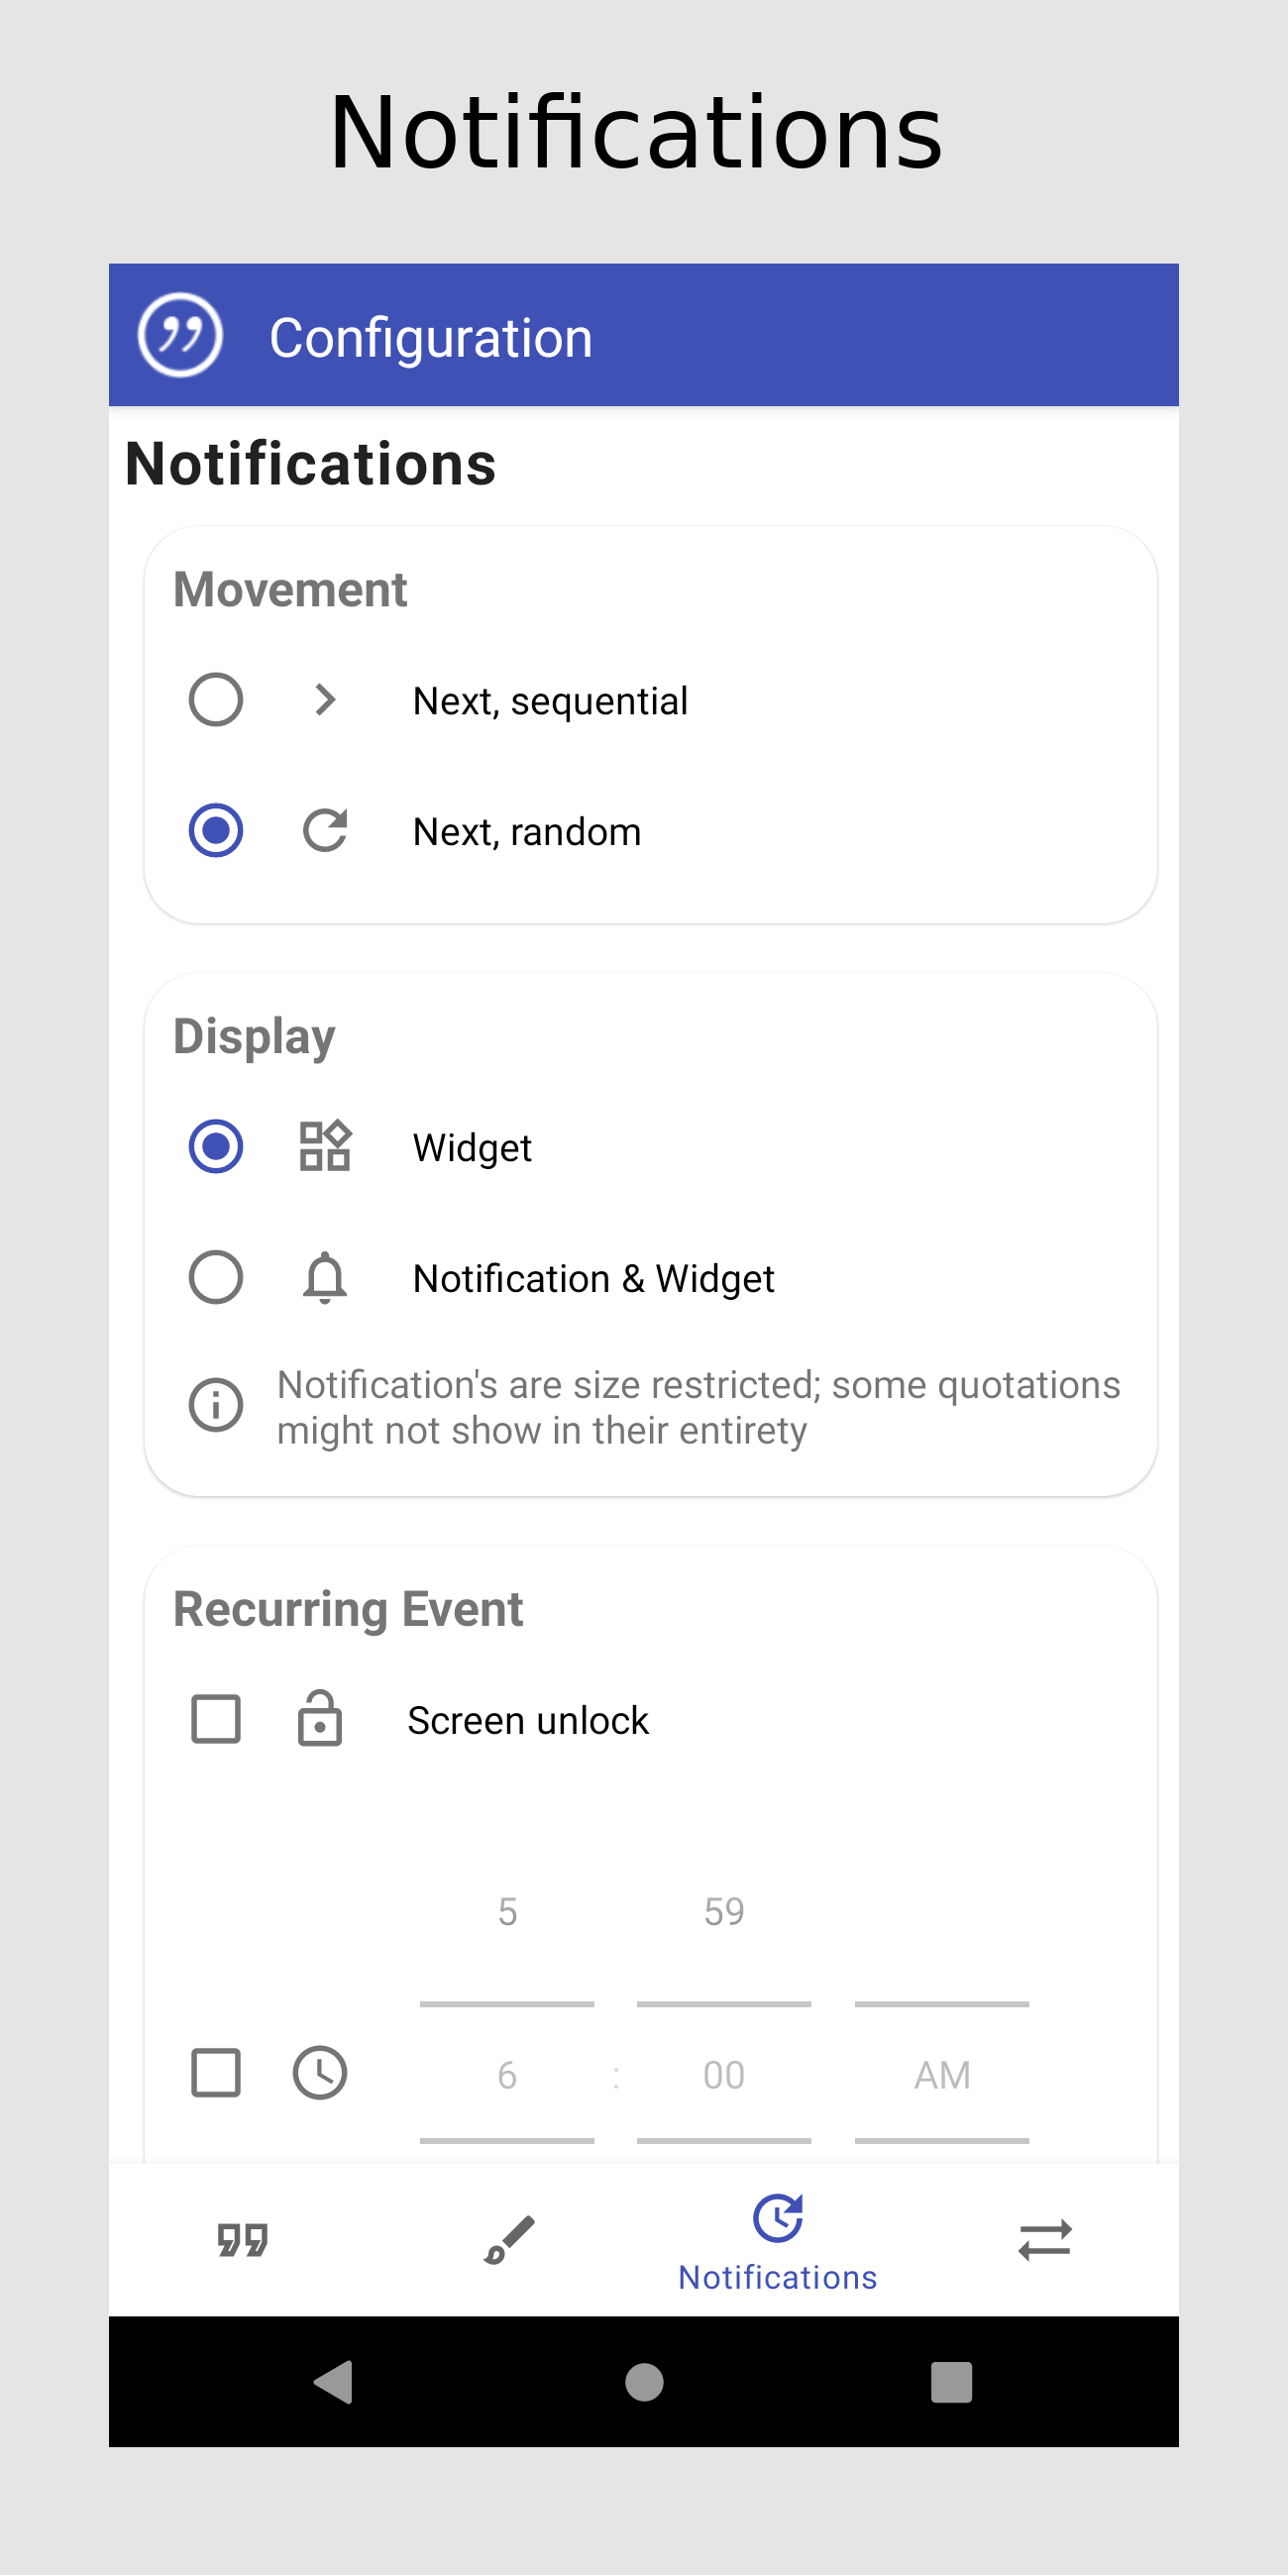 Notifications
Configuration
Notifications
Movement
Next, sequential
Next, random
Display
Widget
Notification & Widget
Notification's are size restricted; some quotations
might not show in their entirety
Recurring Event
Screen unlock
5 59
6 : 00 AM
Notifications